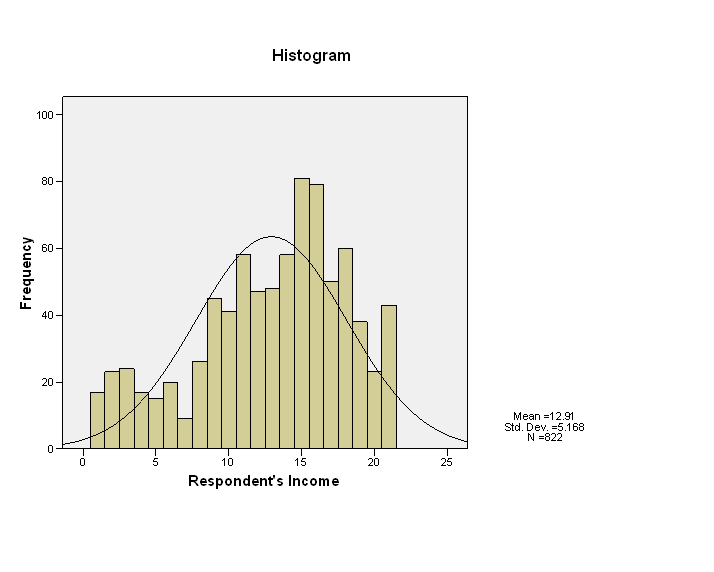 Histogram
100
80
60
40
20
0
Frequency
0 5 10 15 20 25
Respondent's Income
Mean =12.91
Std. Dev. =5.168
N =822